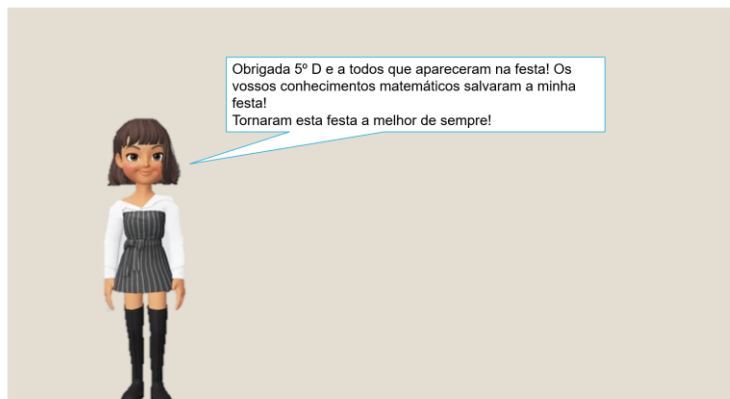 Obrigada 5º D e a todos que apareceram na festa! Os
vossos conhecimentos matemáticos salvaram a minha
festa!
Tornaram esta festa a melhor de sempre!